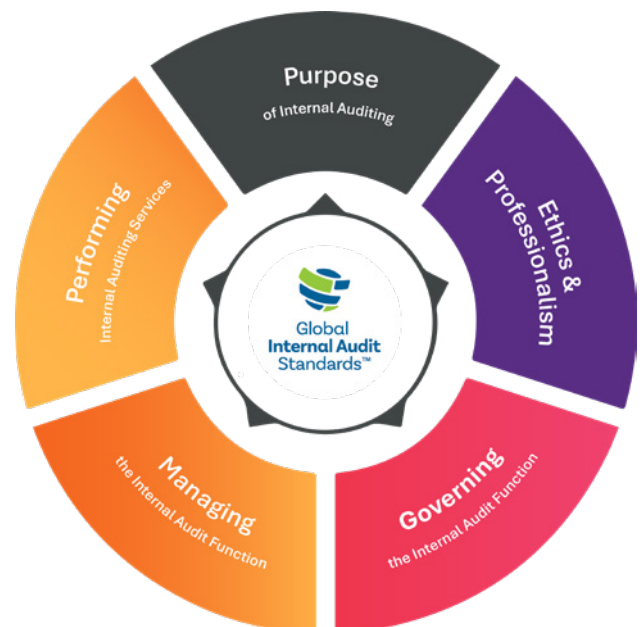 Purpose
of Internal Auditing
Ethics &
Professionalism
Governing
the Internal Audit Function
Managing
the Internal Audit Function
Performing
Internal Auditing Services
Global
Internal Audit
Standards™